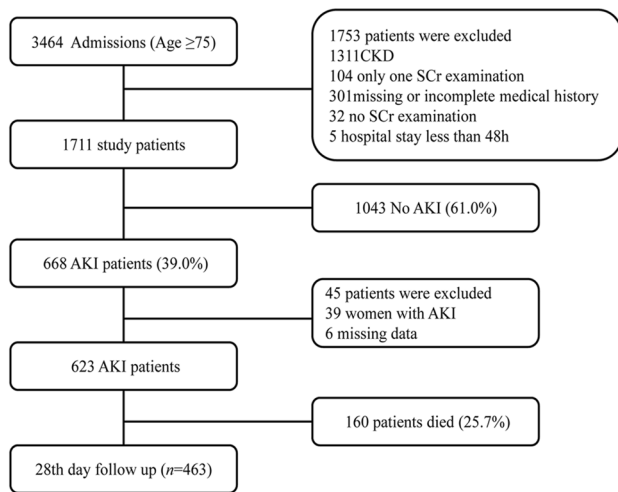 3464 Admissions (Age ≥75)
1753 patients were excluded
1311CKD
104 only one SCr examination
301missing or incomplete medical history
32 no SCr examination
5 hospital stay less than 48h
1711 study patients
1043 No AKI (61.0%)
668 AKI patients (39.0%)
45 patients were excluded
39 women with AKI
6 missing data
623 AKI patients
160 patients died (25.7%)
28th day follow up (n=463)